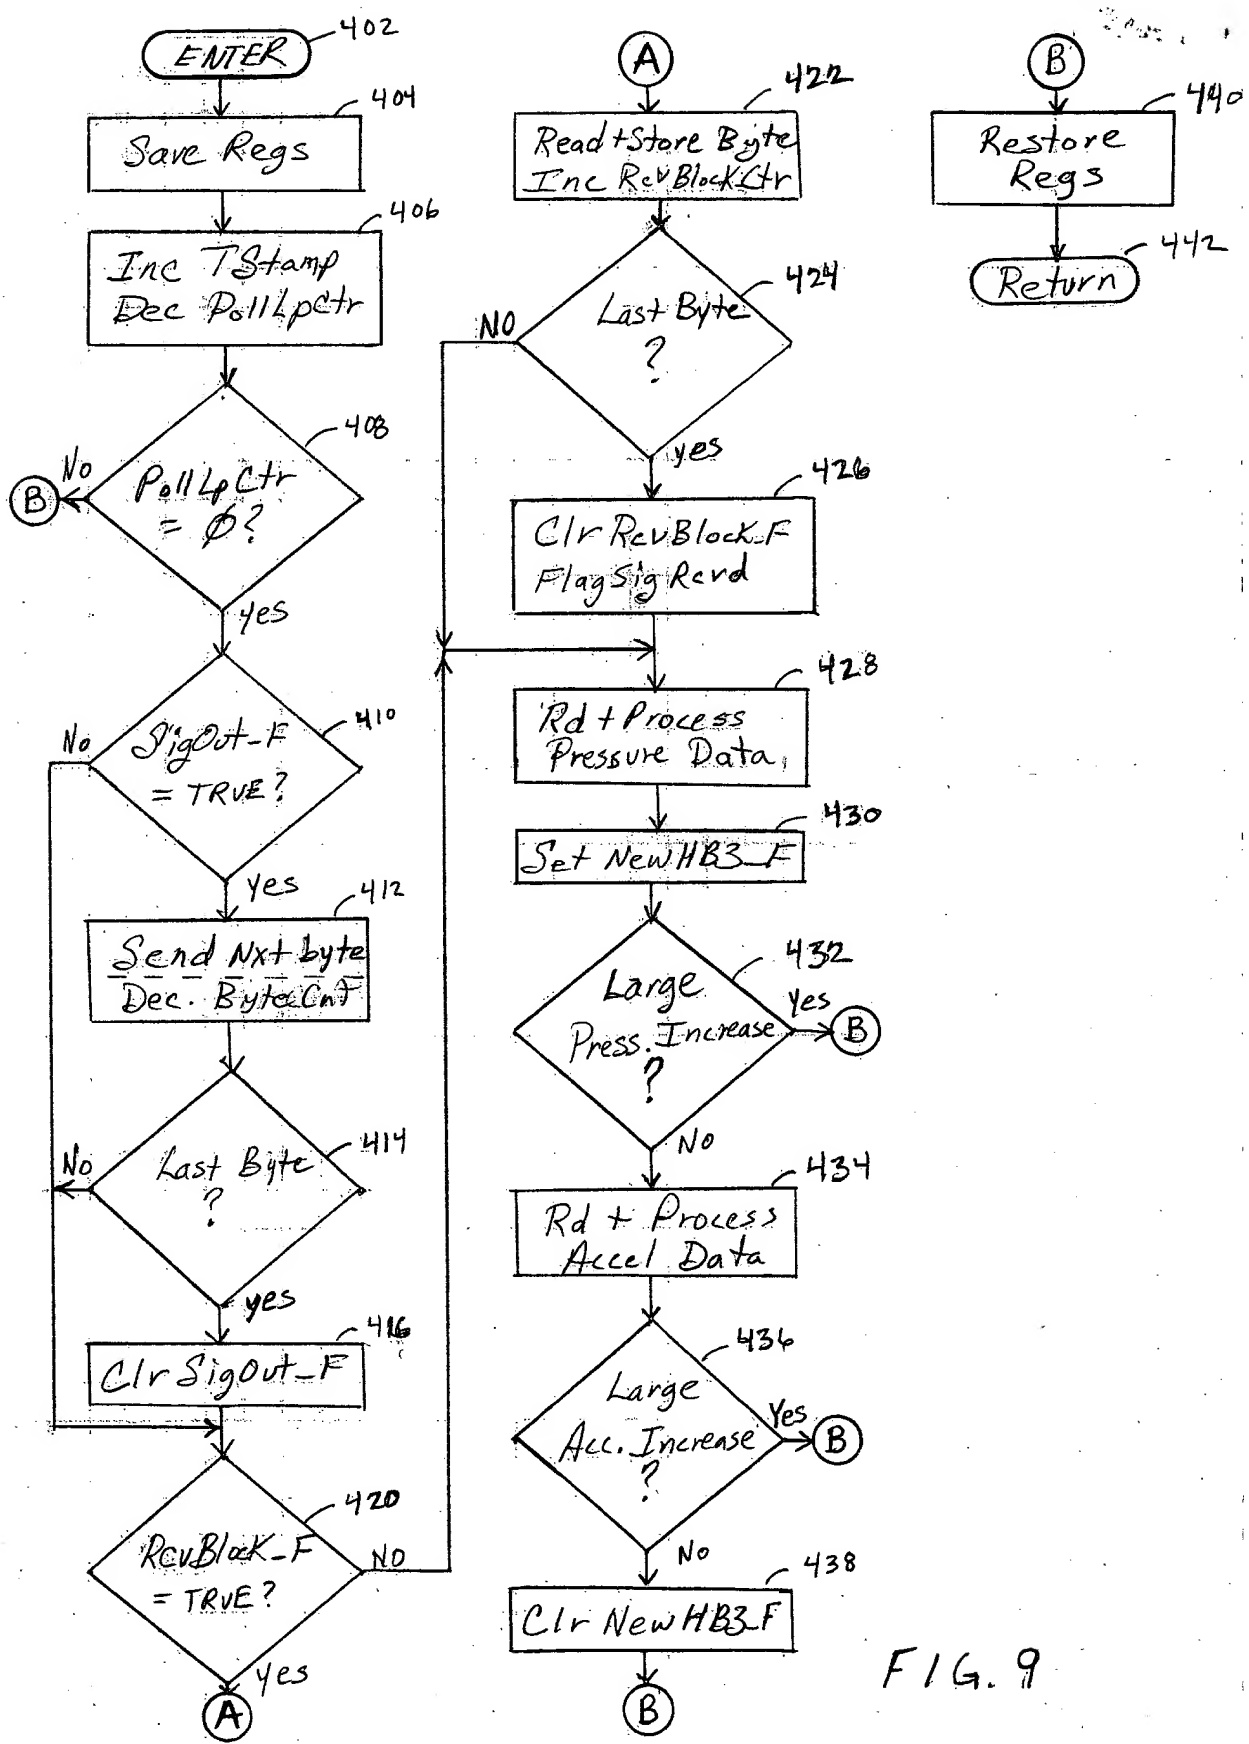 402
ENTER
404
Save Regs
406
Inc TStamp
Dec PollLpCtr
408
PollLpCtr
= Ø?
No
B
yes
410
SigOut_F
= TRUE?
No
yes
412
Send Nxt byte
Dec. ByteCnt
414
Last Byte
?
No
yes
416
Clr SigOut_F
420
RcvBlock_F
= TRUE?
NO
yes
A
A
422
Read + Store Byte
Inc RcvBlockCtr
424
Last Byte
?
NO
yes
426
Clr RcvBlock_F
Flag Sig Rcvd
428
Rd + Process
Pressure Data
430
Set NewHB3_F
432
Large
Press. Increase
?
Yes
B
No
434
Rd + Process
Accel Data
436
Large
Acc. Increase
?
Yes
B
No
438
Clr NewHB3_F
B
B
440
Restore
Regs
442
Return
FIG. 9